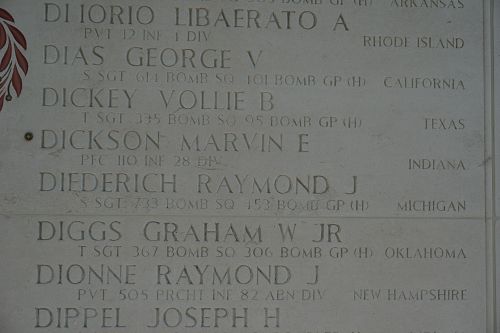 ARKANSAS
DI IORIO LIBAERATO A
PVT 12 INF 4 DIV RHODE ISLAND
DIAS GEORGE V
S SGT 614 BOMB SQ 401 BOMB GP (H) CALIFORNIA
DICKEY VOLLIE B
T SGT 335 BOMB SQ 95 BOMB GP (H) TEXAS
DICKSON MARVIN E
PFC 110 INF 28 DIV INDIANA
DIEDERICH RAYMOND J
S SGT 733 BOMB SQ 453 BOMB GP (H) MICHIGAN
DIGGS GRAHAM W JR
T SGT 367 BOMB SQ 306 BOMB GP (H) OKLAHOMA
DIONNE RAYMOND J
PVT 505 PRCHT INF 82 ABN DIV NEW HAMPSHIRE
DIPPEL JOSEPH H